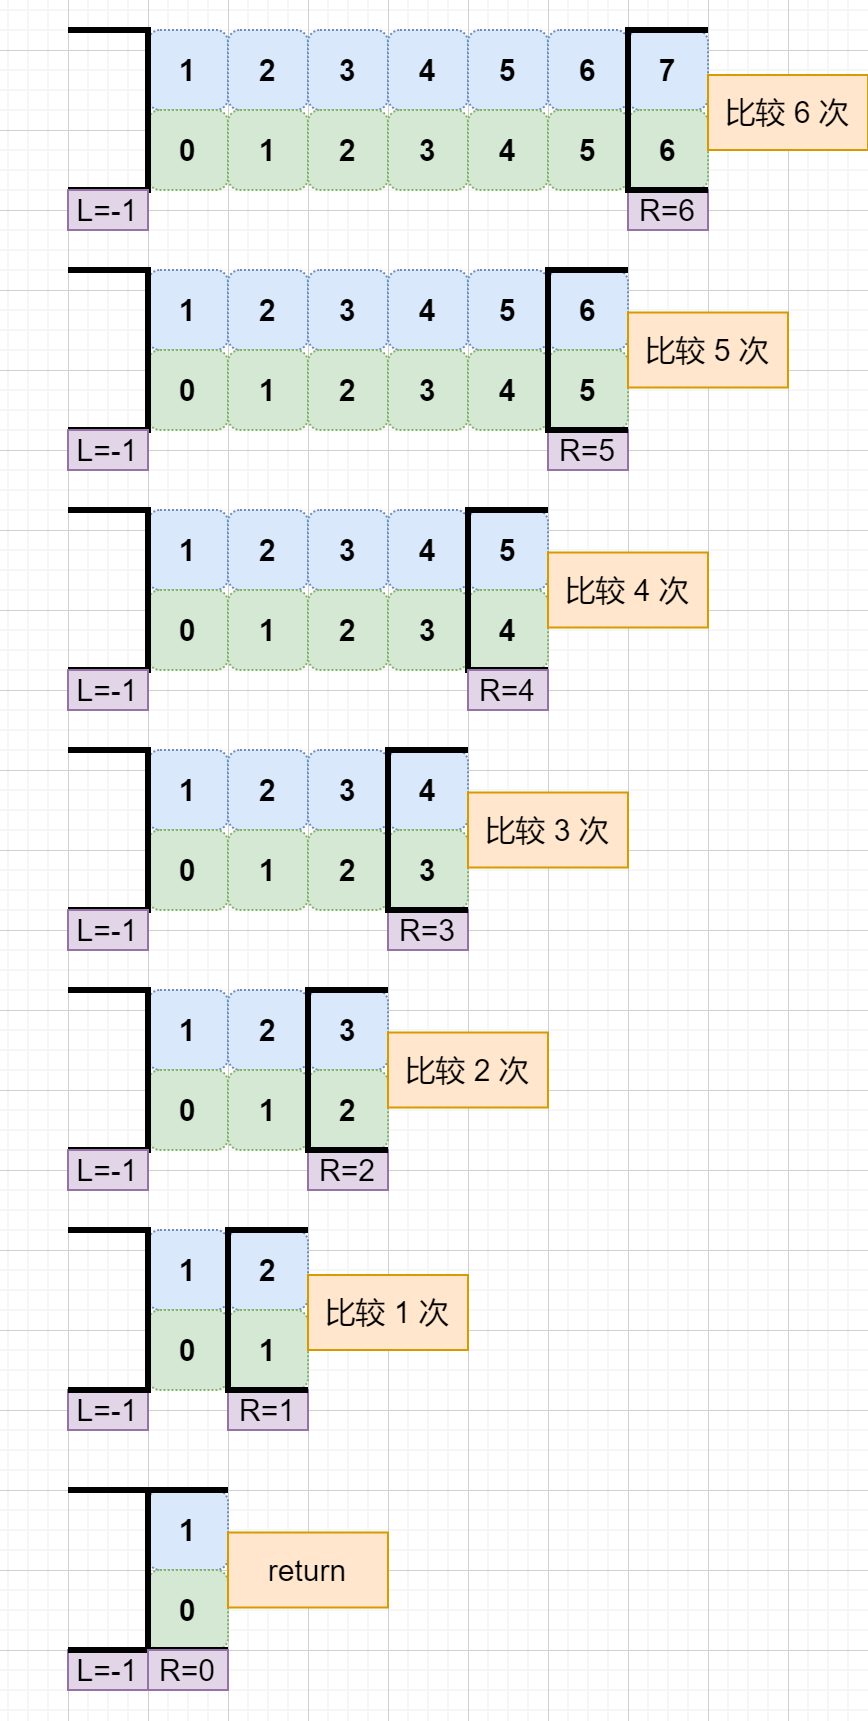 1 2 3 4 5 6 7
比较 6 次
0 1 2 3 4 5 6
L=-1 R=6
1 2 3 4 5 6
比较 5 次
0 1 2 3 4 5
L=-1 R=5
1 2 3 4 5
比较 4 次
0 1 2 3 4
L=-1 R=4
1 2 3 4
比较 3 次
0 1 2 3
L=-1 R=3
1 2 3
比较 2 次
0 1 2
L=-1 R=2
1 2
比较 1 次
0 1
L=-1 R=1
1
return
0
L=-1 R=0